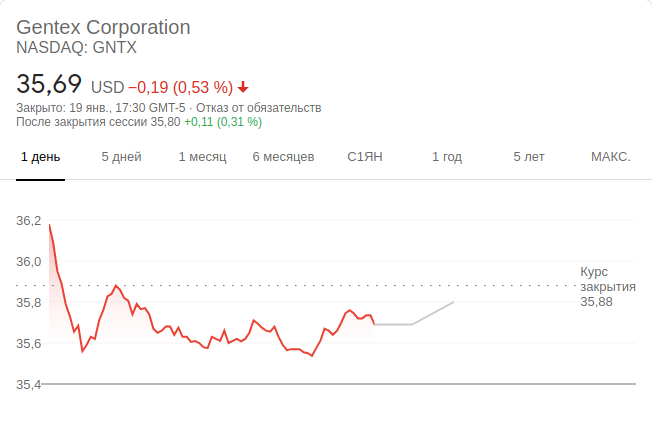 Gentex Corporation
NASDAQ: GNTX
35,69 USD −0,19 (0,53 %)
Закрыто: 19 янв., 17:30 GMT-5 · Отказ от обязательств
После закрытия сессии 35,80 +0,11 (0,31 %)
1 день 5 дней 1 месяц 6 месяцев С1ЯН 1 год 5 лет МАКС.
36,2
36,0
35,8
35,6
35,4
Курс
закрытия
35,88